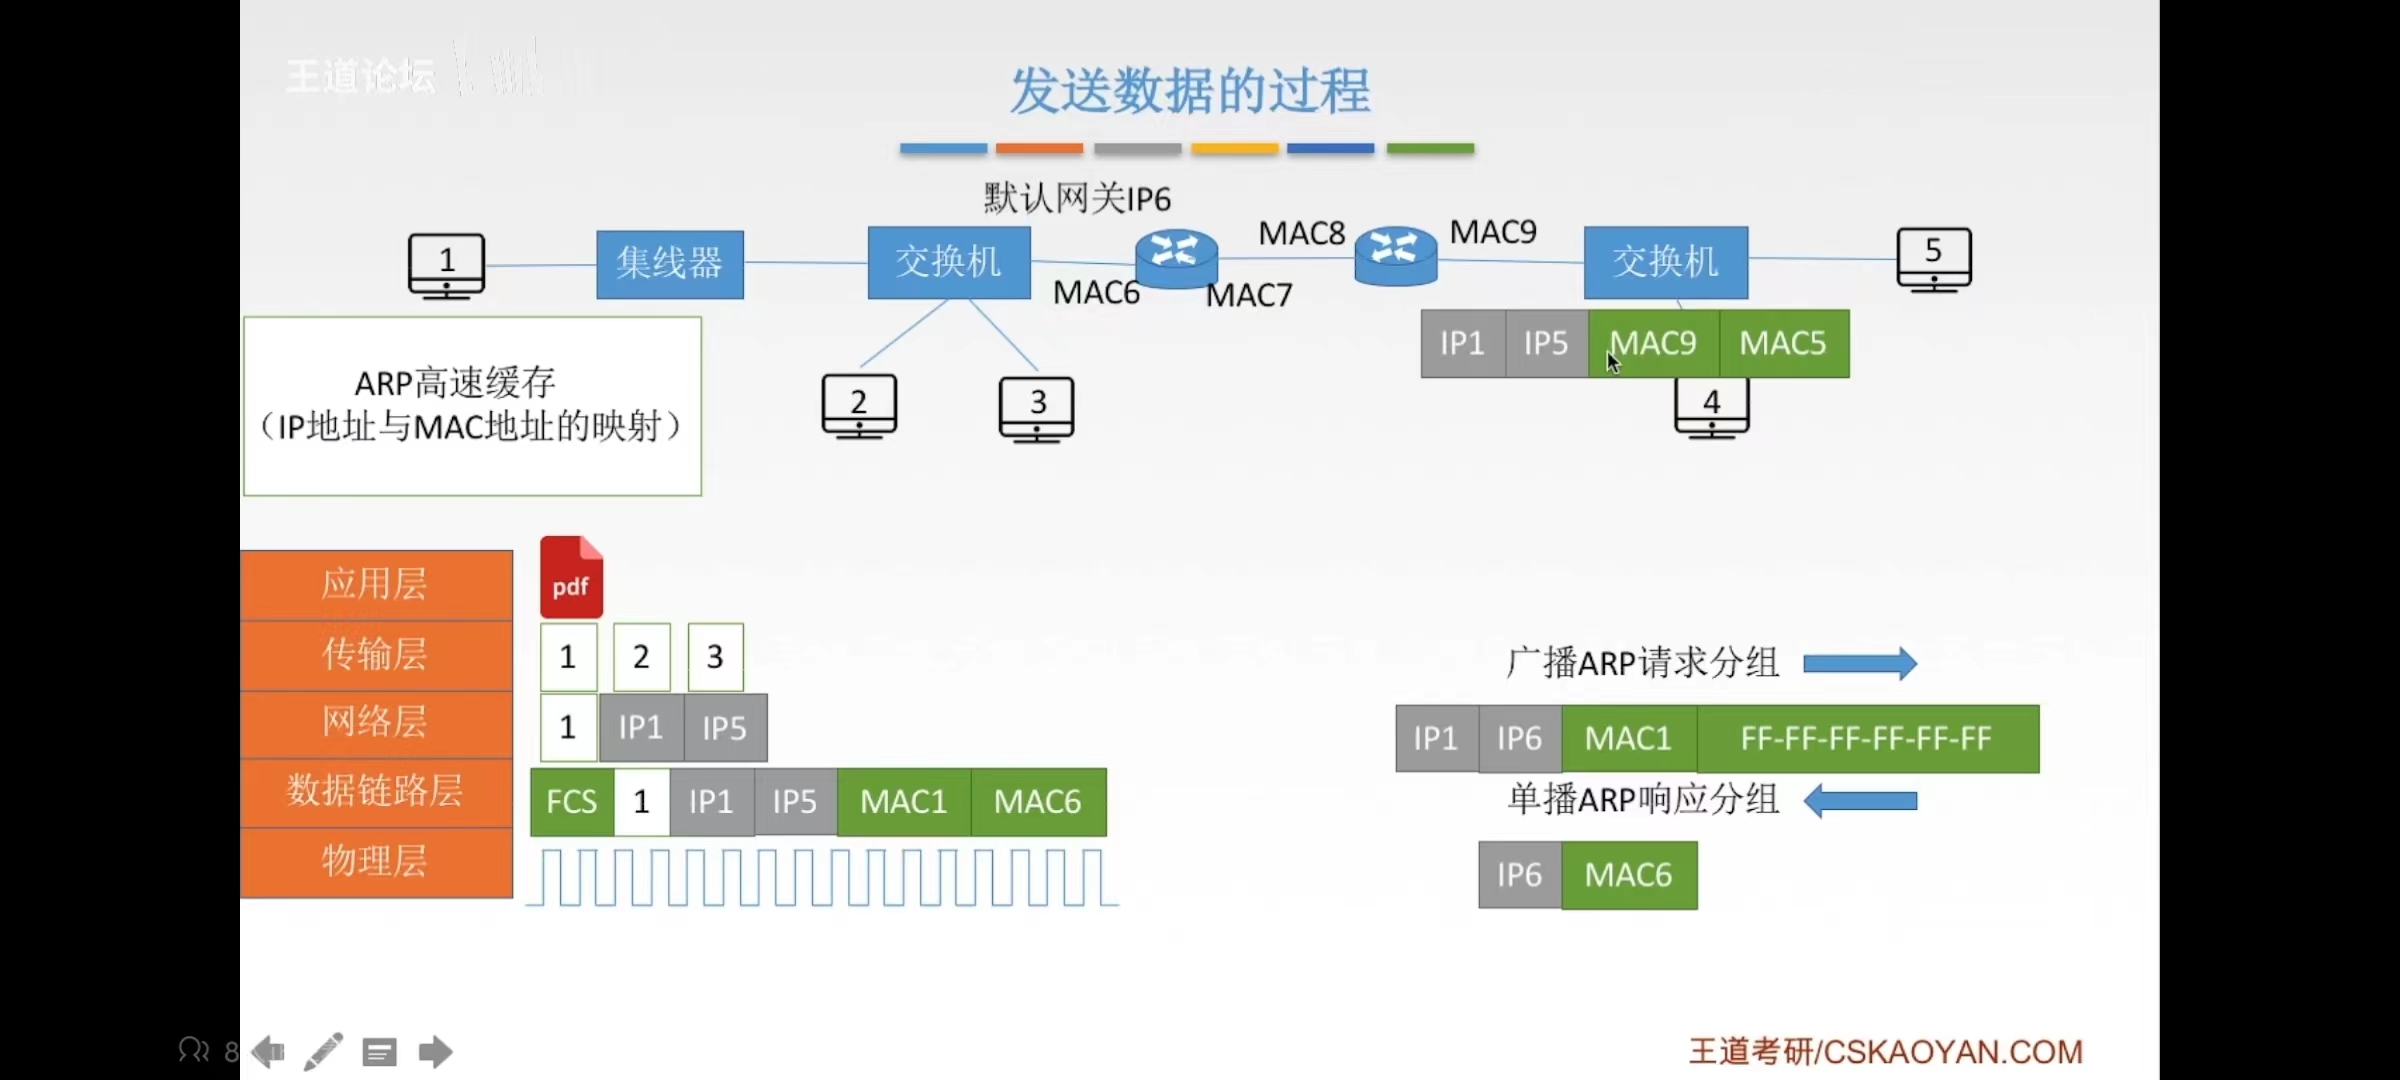 王道论坛
发送数据的过程
默认网关IP6
MAC8
MAC9
1
集线器
交换机
交换机
5
MAC6
MAC7
IP1 IP5 MAC9 MAC5
ARP高速缓存
（IP地址与MAC地址的映射）
2
3
4
应用层
pdf
传输层
1 2 3
网络层
1 IP1 IP5
数据链路层
FCS 1 IP1 IP5 MAC1 MAC6
物理层
广播ARP请求分组
IP1 IP6 MAC1 FF-FF-FF-FF-FF-FF
单播ARP响应分组
IP6 MAC6
8
王道考研/CSKAOYAN.COM